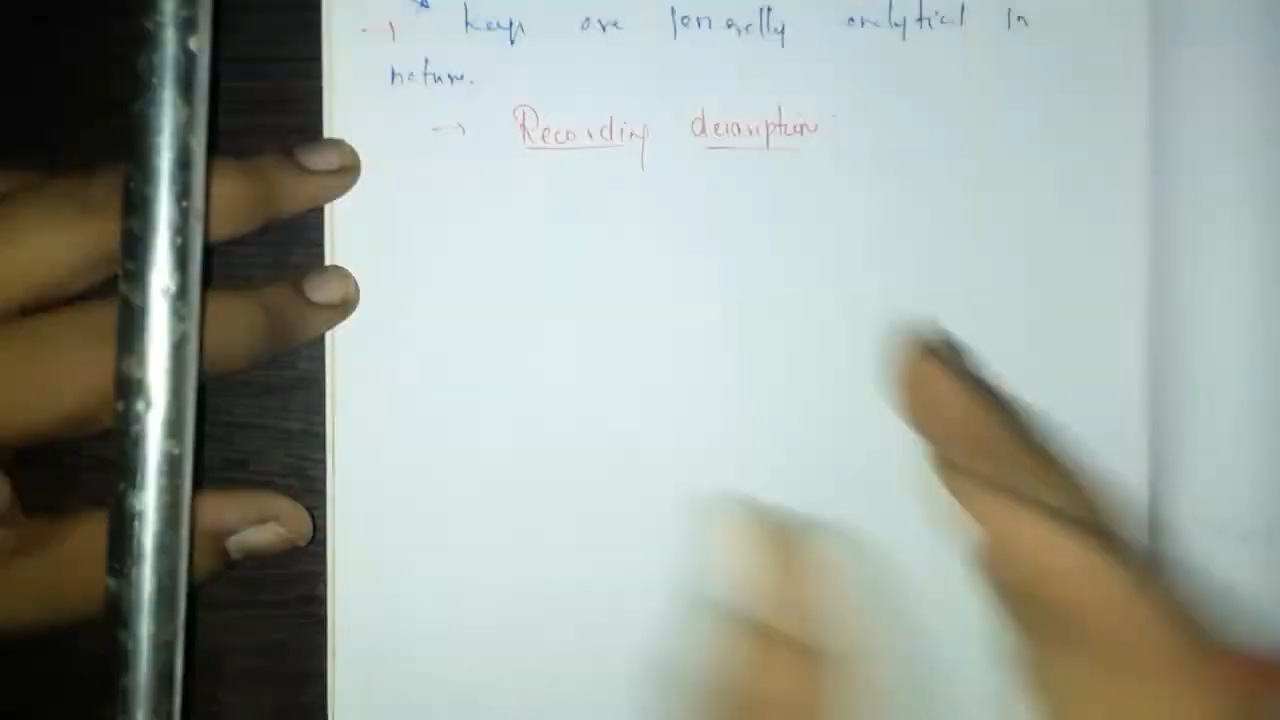 * Keys are generally analytical in
nature.
→ Recording description